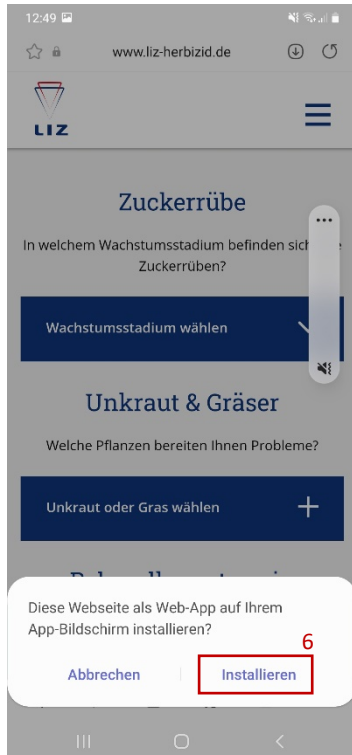 12:49
www.liz-herbizid.de
LIZ
Zuckerrübe
In welchem Wachstumsstadium befinden sich
Zuckerrüben?
Wachstumsstadium wählen
Unkraut & Gräser
Welche Pflanzen bereiten Ihnen Probleme?
Unkraut oder Gras wählen
Diese Webseite als Web-App auf Ihrem
App-Bildschirm installieren?
6
Abbrechen
Installieren